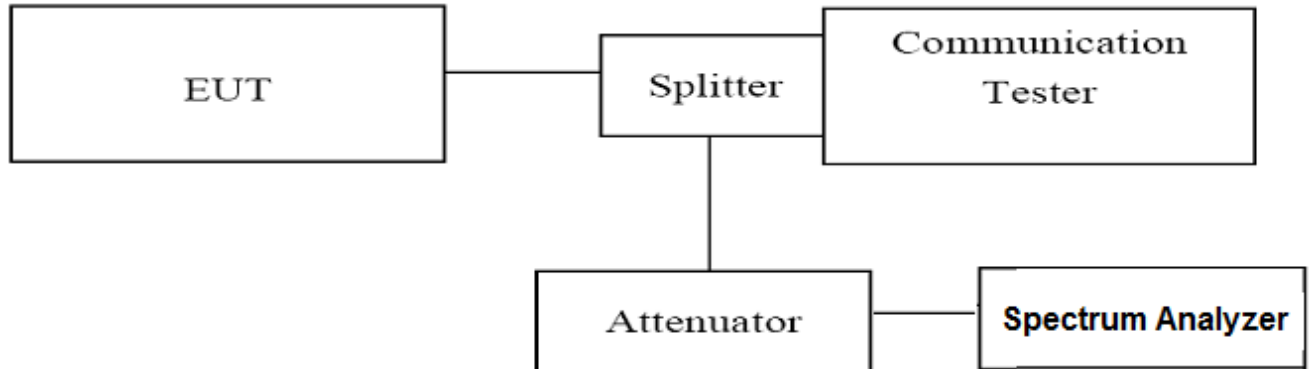 EUT
Splitter
Communication
Tester
Attenuator
Spectrum Analyzer